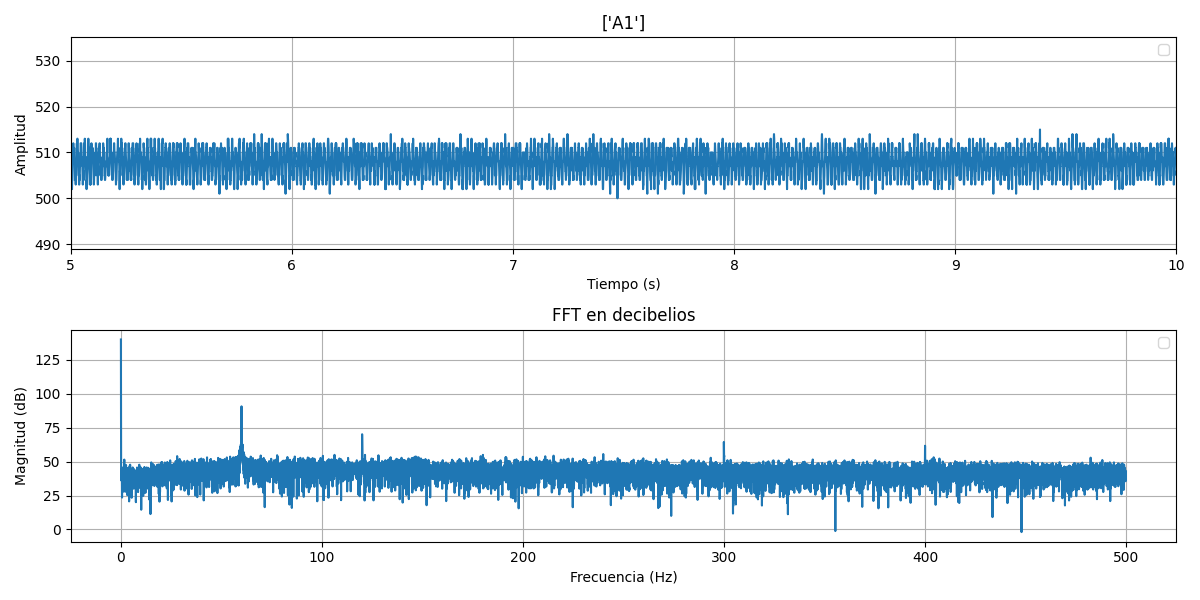 ['A1']
530
520
510
500
490
Amplitud
5 6 7 8 9 10
Tiempo (s)
FFT en decibelios
125
100
75
50
25
0
Magnitud (dB)
0 100 200 300 400 500
Frecuencia (Hz)